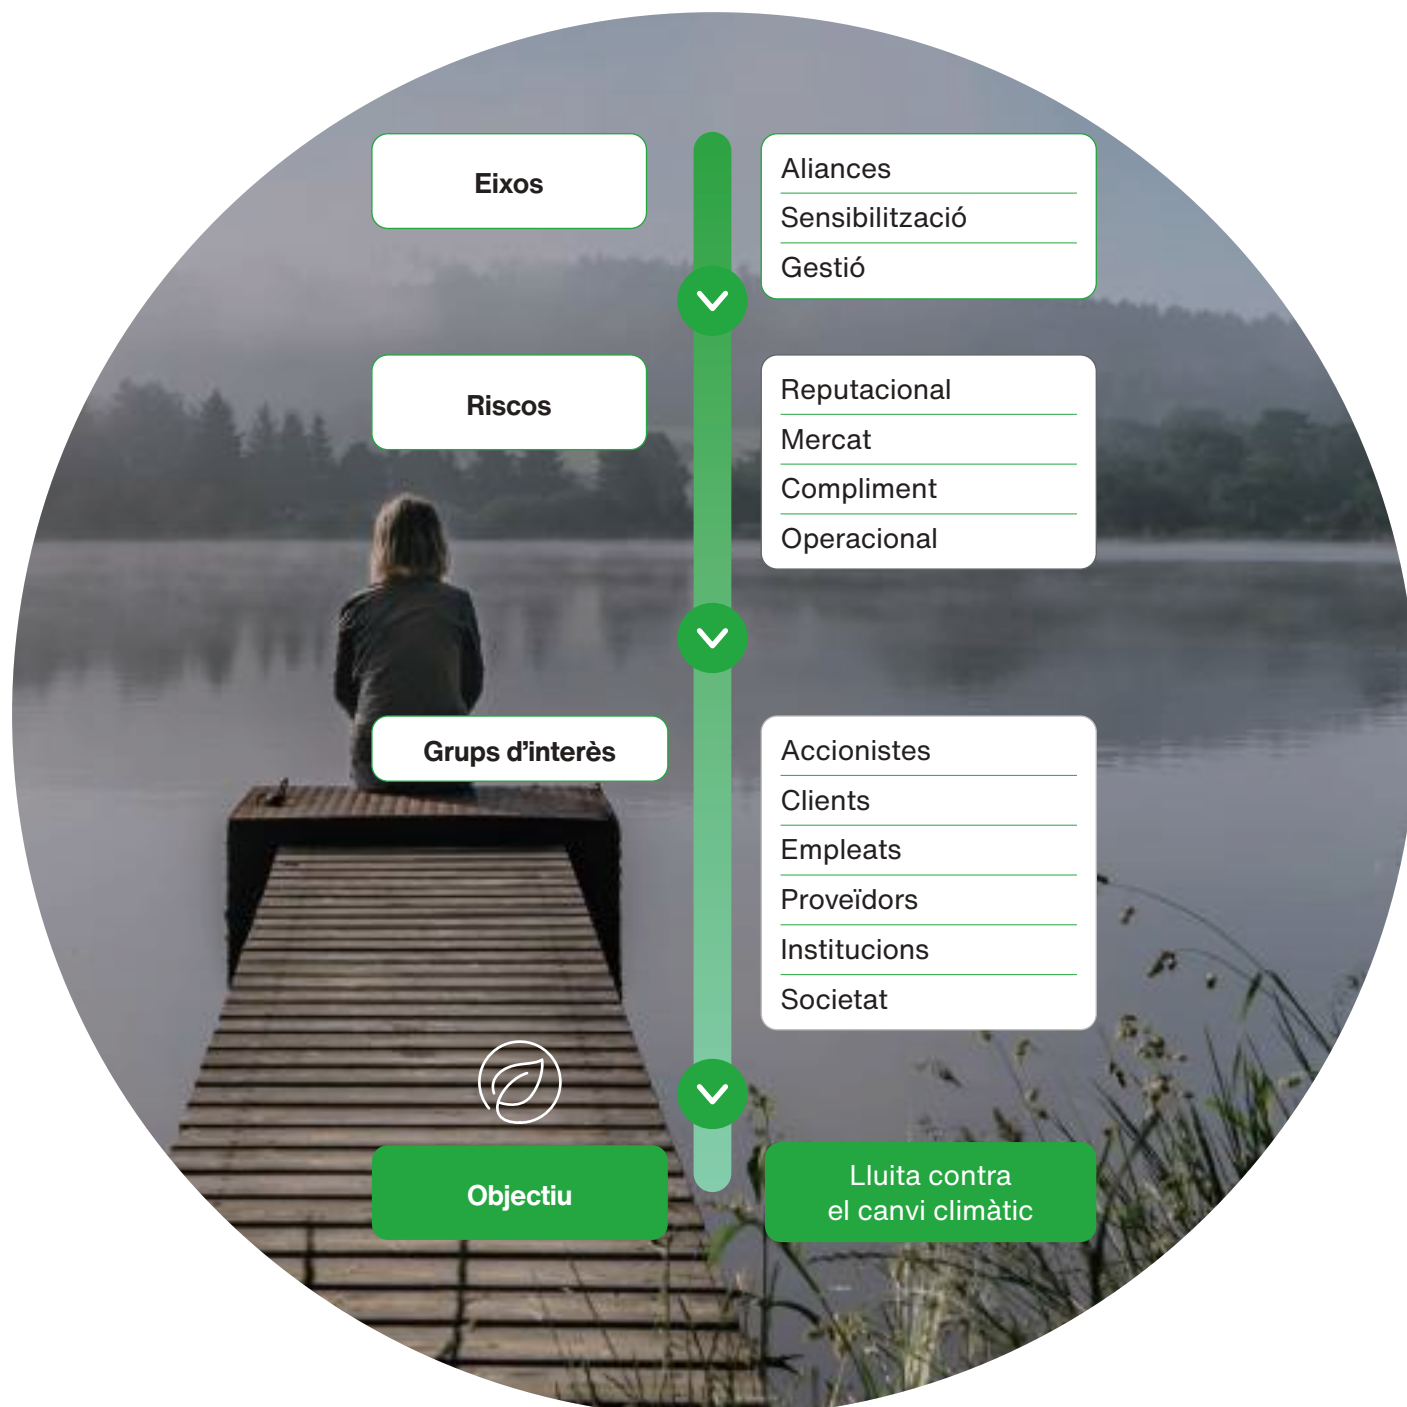 Eixos
Aliances
Sensibilització
Gestió
Riscos
Reputacional
Mercat
Compliment
Operacional
Grups d’interès
Accionistes
Clients
Empleats
Proveïdors
Institucions
Societat
Objectiu
Lluita contra
el canvi climàtic